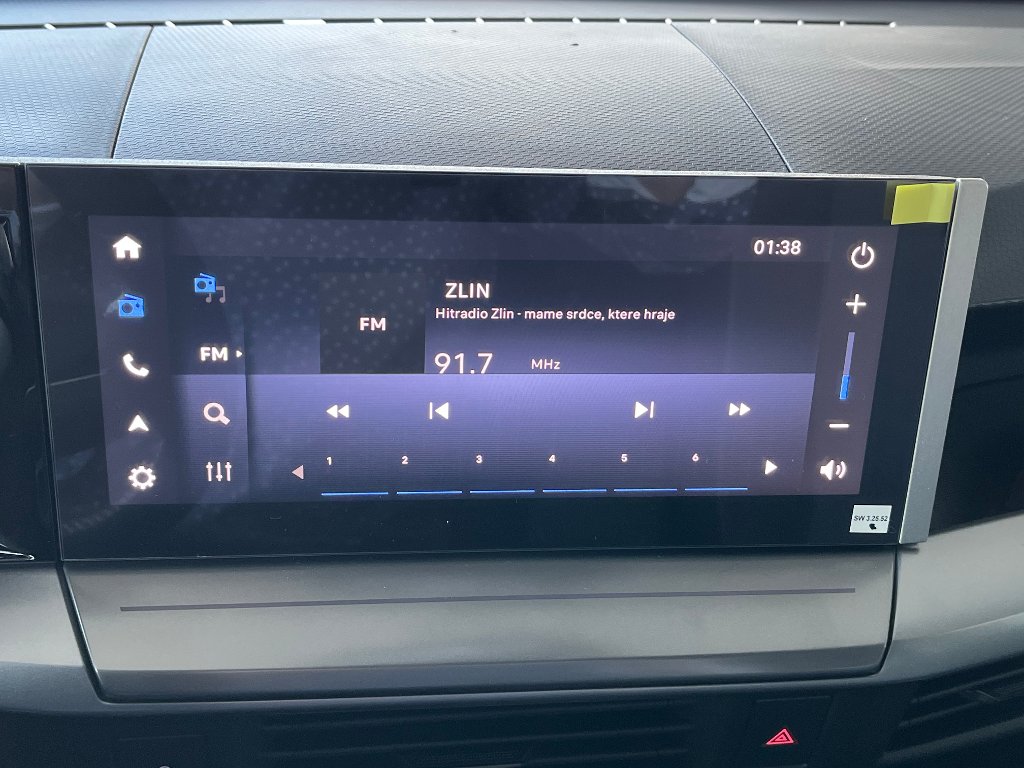 01:38
ZLIN
Hitradio Zlin - mame srdce, ktere hraje
FM
FM
91.7 MHz
1 2 3 4 5 6
SW 3.25.52